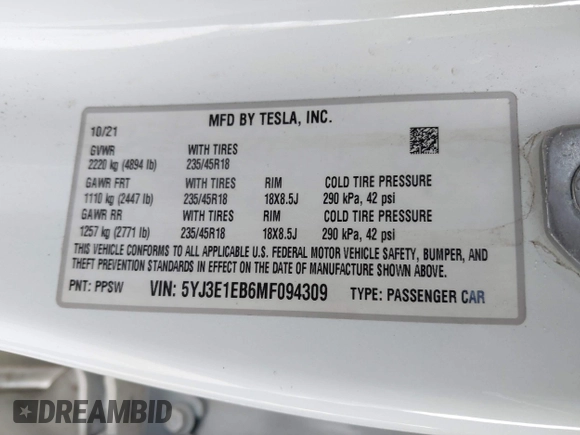 MFD BY TESLA, INC.
10/21
GVWR WITH TIRES
2220 kg (4894 lb) 235/45R18
GAWR FRT WITH TIRES RIM COLD TIRE PRESSURE
1110 kg (2447 lb) 235/45R18 18X8.5J 290 kPa, 42 psi
GAWR RR WITH TIRES RIM COLD TIRE PRESSURE
1257 kg (2771 lb) 235/45R18 18X8.5J 290 kPa, 42 psi
THIS VEHICLE CONFORMS TO ALL APPLICABLE U.S. FEDERAL MOTOR VEHICLE SAFETY, BUMPER, AND
THEFT PREVENTION STANDARDS IN EFFECT ON THE DATE OF MANUFACTURE SHOWN ABOVE.
PNT: PPSW VIN: 5YJ3E1EB6MF094309 TYPE: PASSENGER CAR
DREAMBID